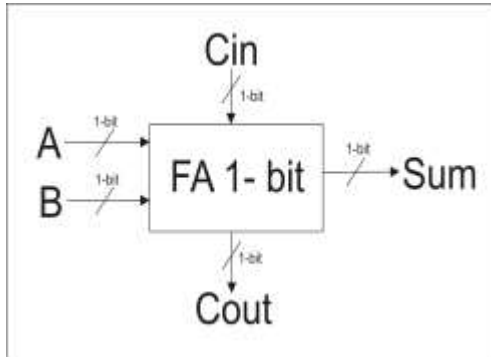 Cin
1-bit
A
1-bit
B
1-bit
FA 1- bit
1-bit
Sum
1-bit
Cout